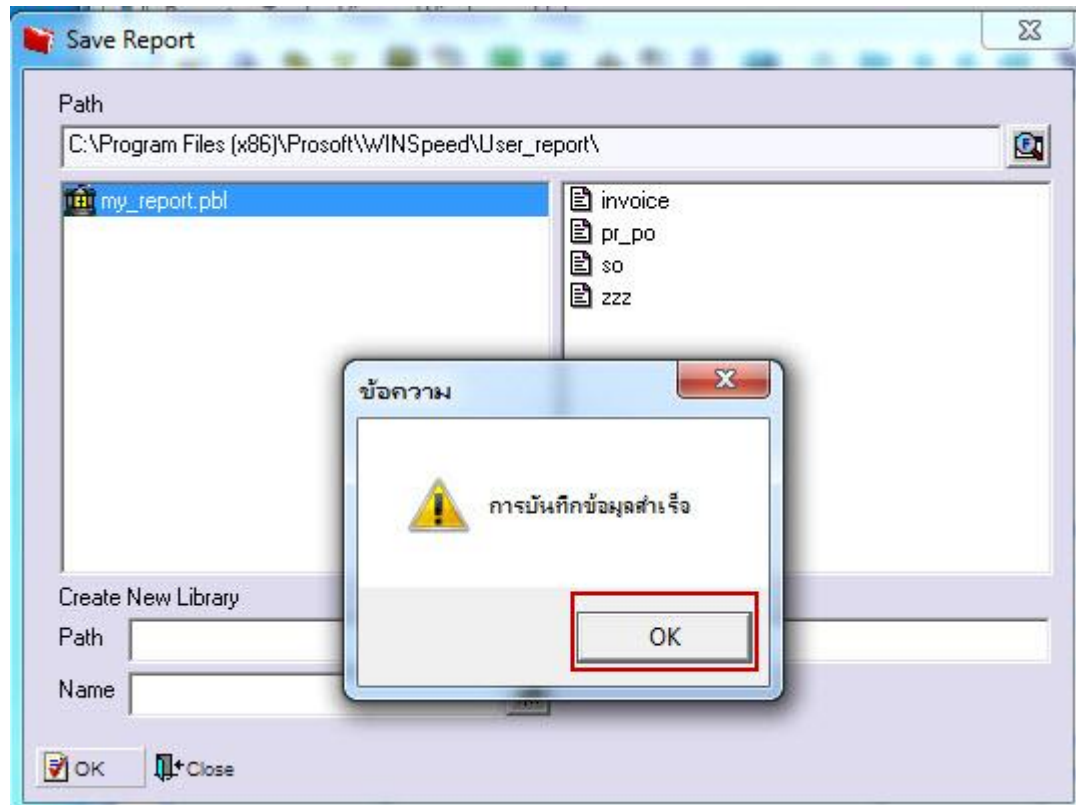 Save Report
Path
C:\Program Files (x86)\Prosoft\WINSpeed\User_report\
my_report.pbl
invoice
pr_po
so
zzz
ข้อความ
การบันทึกข้อมูลสำเร็จ
OK
Create New Library
Path
Name
OK
Close